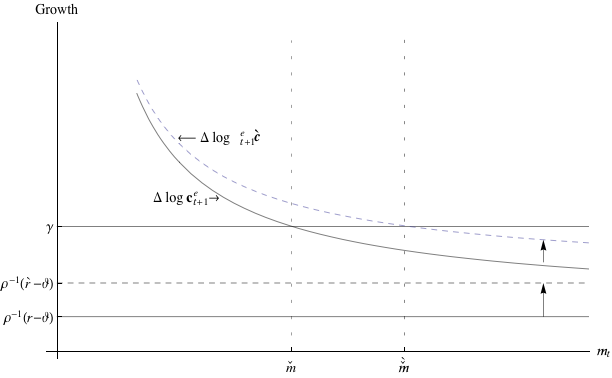 Growth
← Δ log ᵉₜ₊₁c̀
Δ log cᵉₜ₊₁→
γ
ρ⁻¹(r̀−ϑ)
ρ⁻¹(r−ϑ)
mₜ
m̌
m̌̀